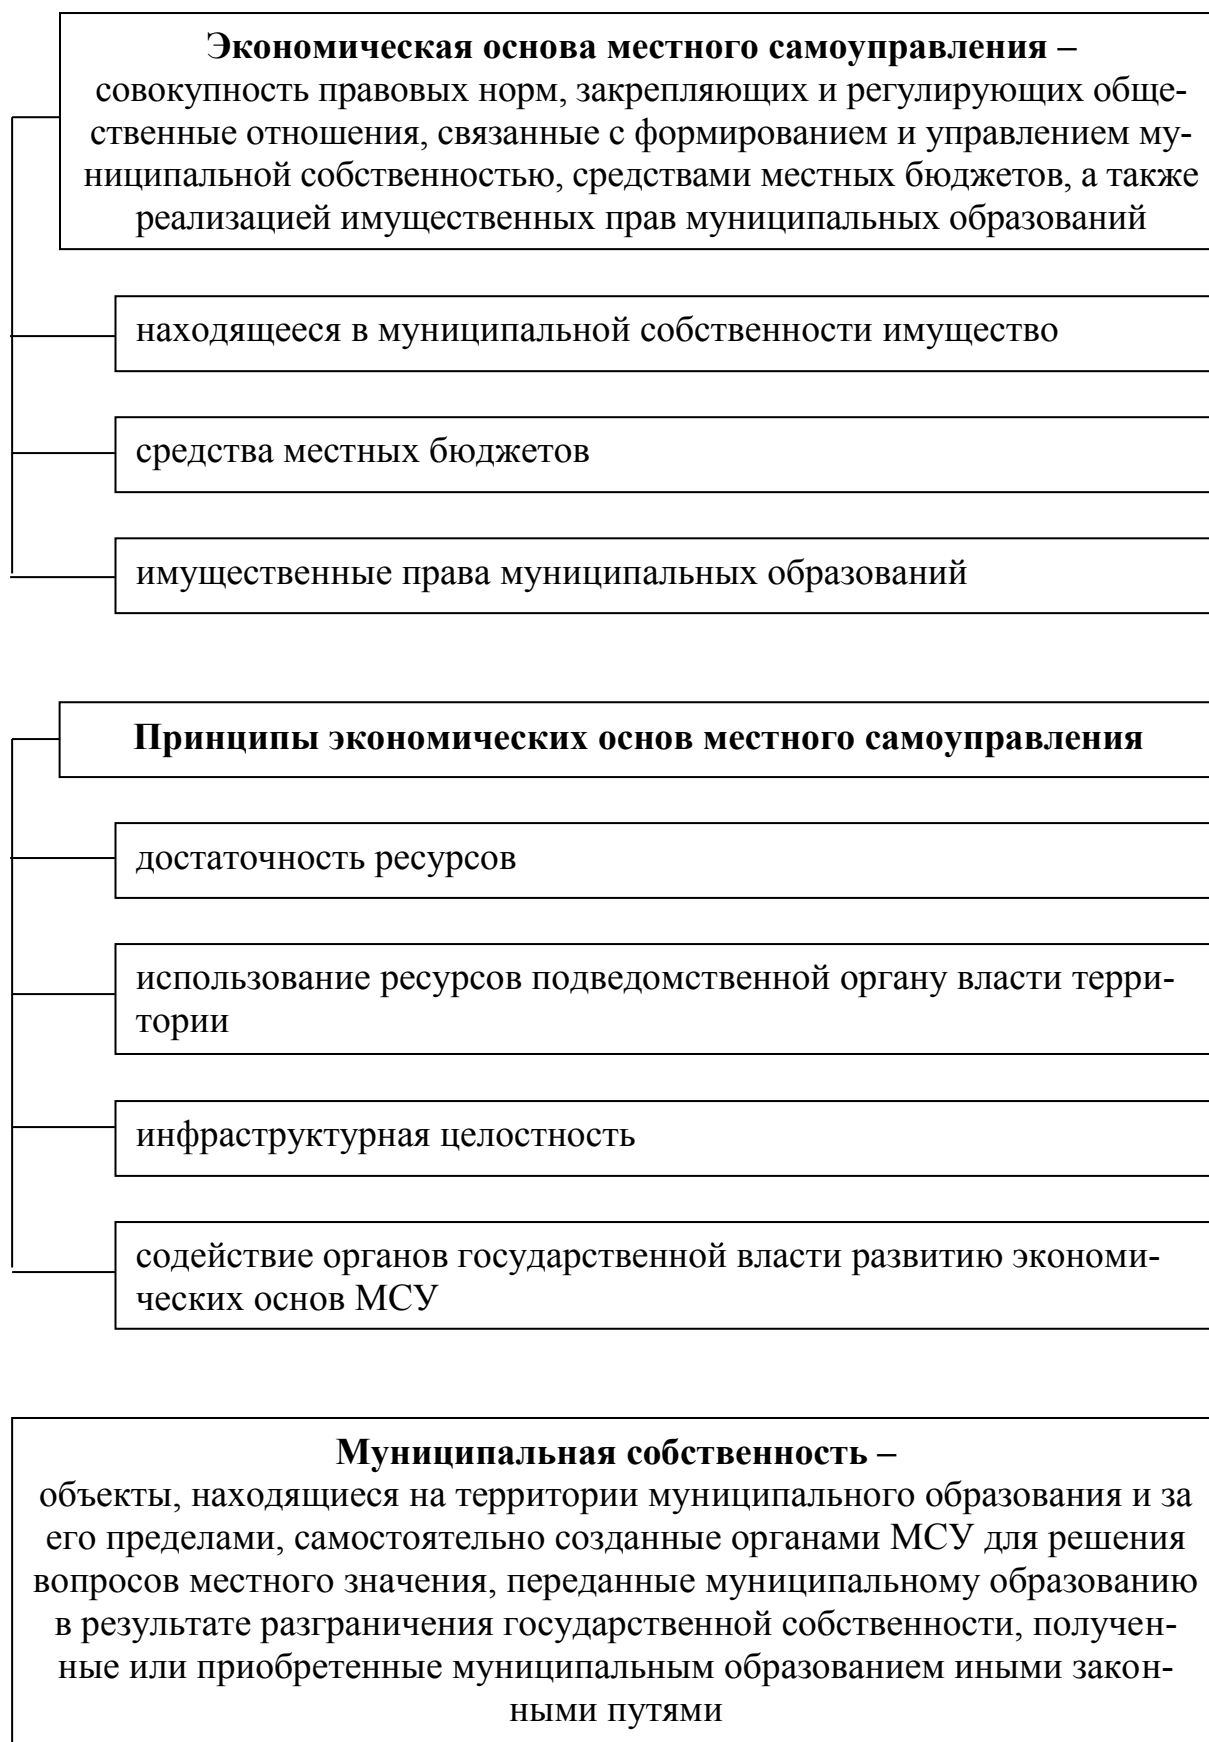 Экономическая основа местного самоуправления –
совокупность правовых норм, закрепляющих и регулирующих обще-
ственные отношения, связанные с формированием и управлением му-
ниципальной собственностью, средствами местных бюджетов, а также
реализацией имущественных прав муниципальных образований
находящееся в муниципальной собственности имущество
средства местных бюджетов
имущественные права муниципальных образований
Принципы экономических основ местного самоуправления
достаточность ресурсов
использование ресурсов подведомственной органу власти терри-
тории
инфраструктурная целостность
содействие органов государственной власти развитию экономи-
ческих основ МСУ
Муниципальная собственность –
объекты, находящиеся на территории муниципального образования и за
его пределами, самостоятельно созданные органами МСУ для решения
вопросов местного значения, переданные муниципальному образованию
в результате разграничения государственной собственности, получен-
ные или приобретенные муниципальным образованием иными закон-
ными путями